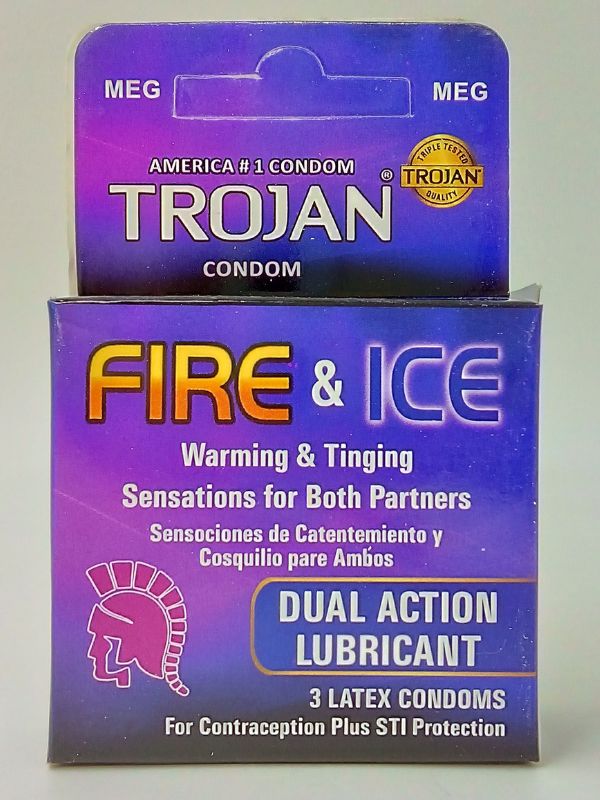 MEG MEG
AMERICA # 1 CONDOM
TROJAN®
CONDOM
TRIPLE TESTED
TROJAN
QUALITY
FIRE & ICE
Warming & Tinging
Sensations for Both Partners
Sensociones de Catentemiento y
Cosquilio pare Ambos
DUAL ACTION
LUBRICANT
3 LATEX CONDOMS
For Contraception Plus STI Protection